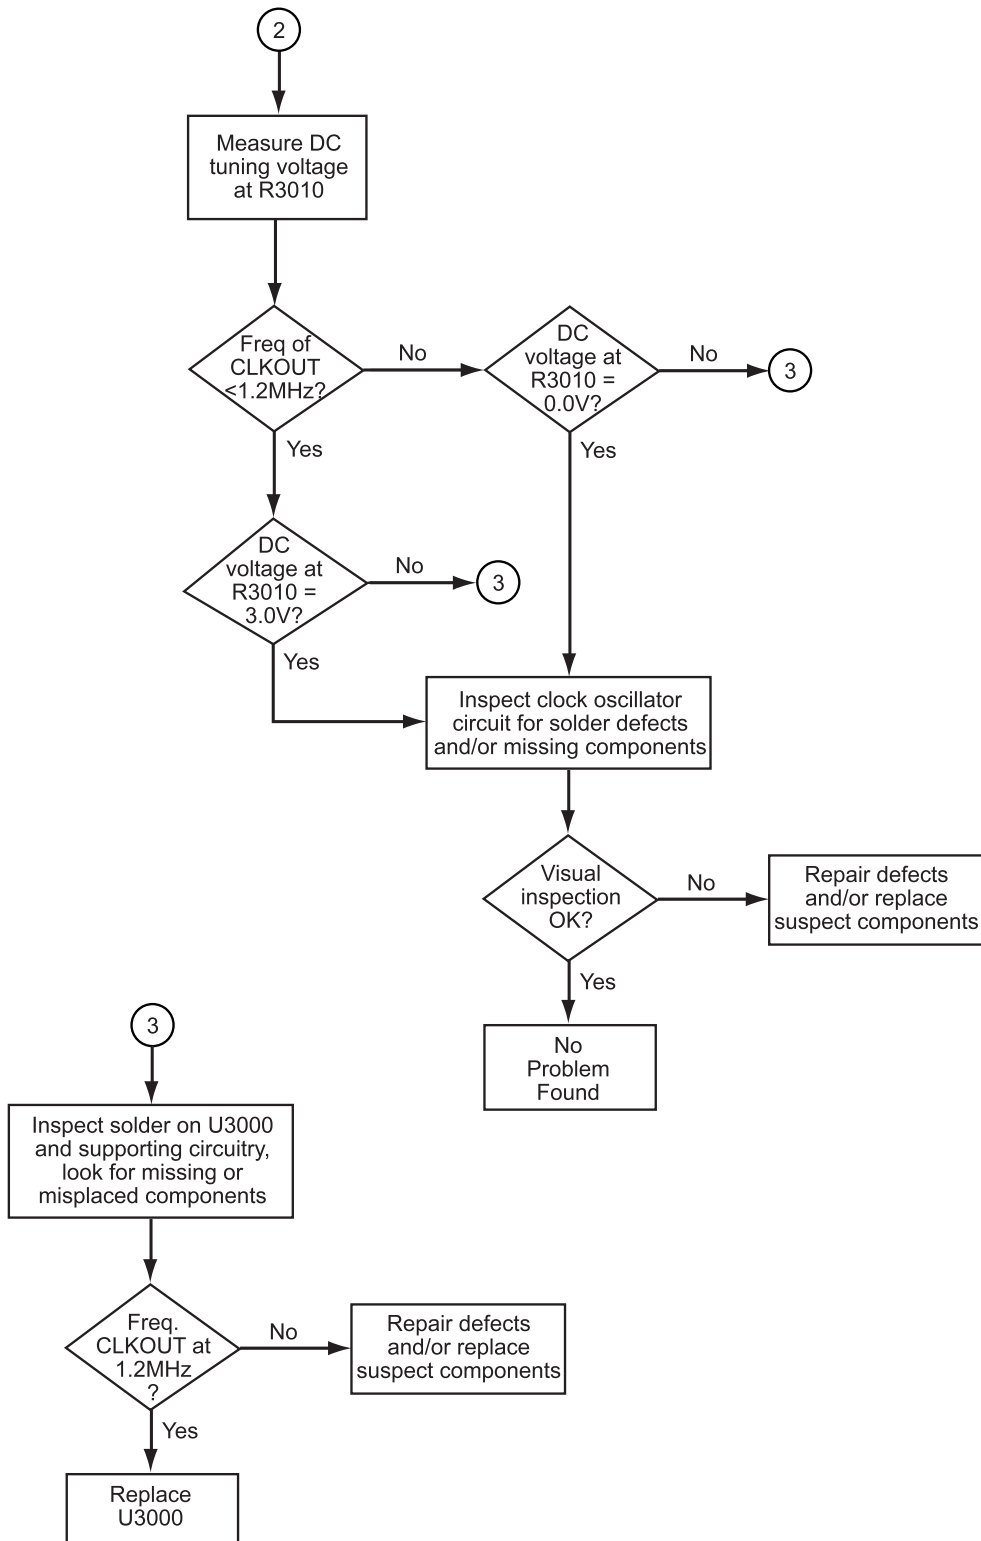 2
Measure DC
tuning voltage
at R3010
Freq of
CLKOUT
<1.2MHz?
No
DC
voltage at
R3010 =
0.0V?
No
3
Yes
Yes
DC
voltage at
R3010 =
3.0V?
No
3
Yes
Inspect clock oscillator
circuit for solder defects
and/or missing components
Visual
inspection
OK?
No
Repair defects
and/or replace
suspect components
Yes
No
Problem
Found
3
Inspect solder on U3000
and supporting circuitry,
look for missing or
misplaced components
Freq.
CLKOUT at
1.2MHz
?
No
Repair defects
and/or replace
suspect components
Yes
Replace
U3000